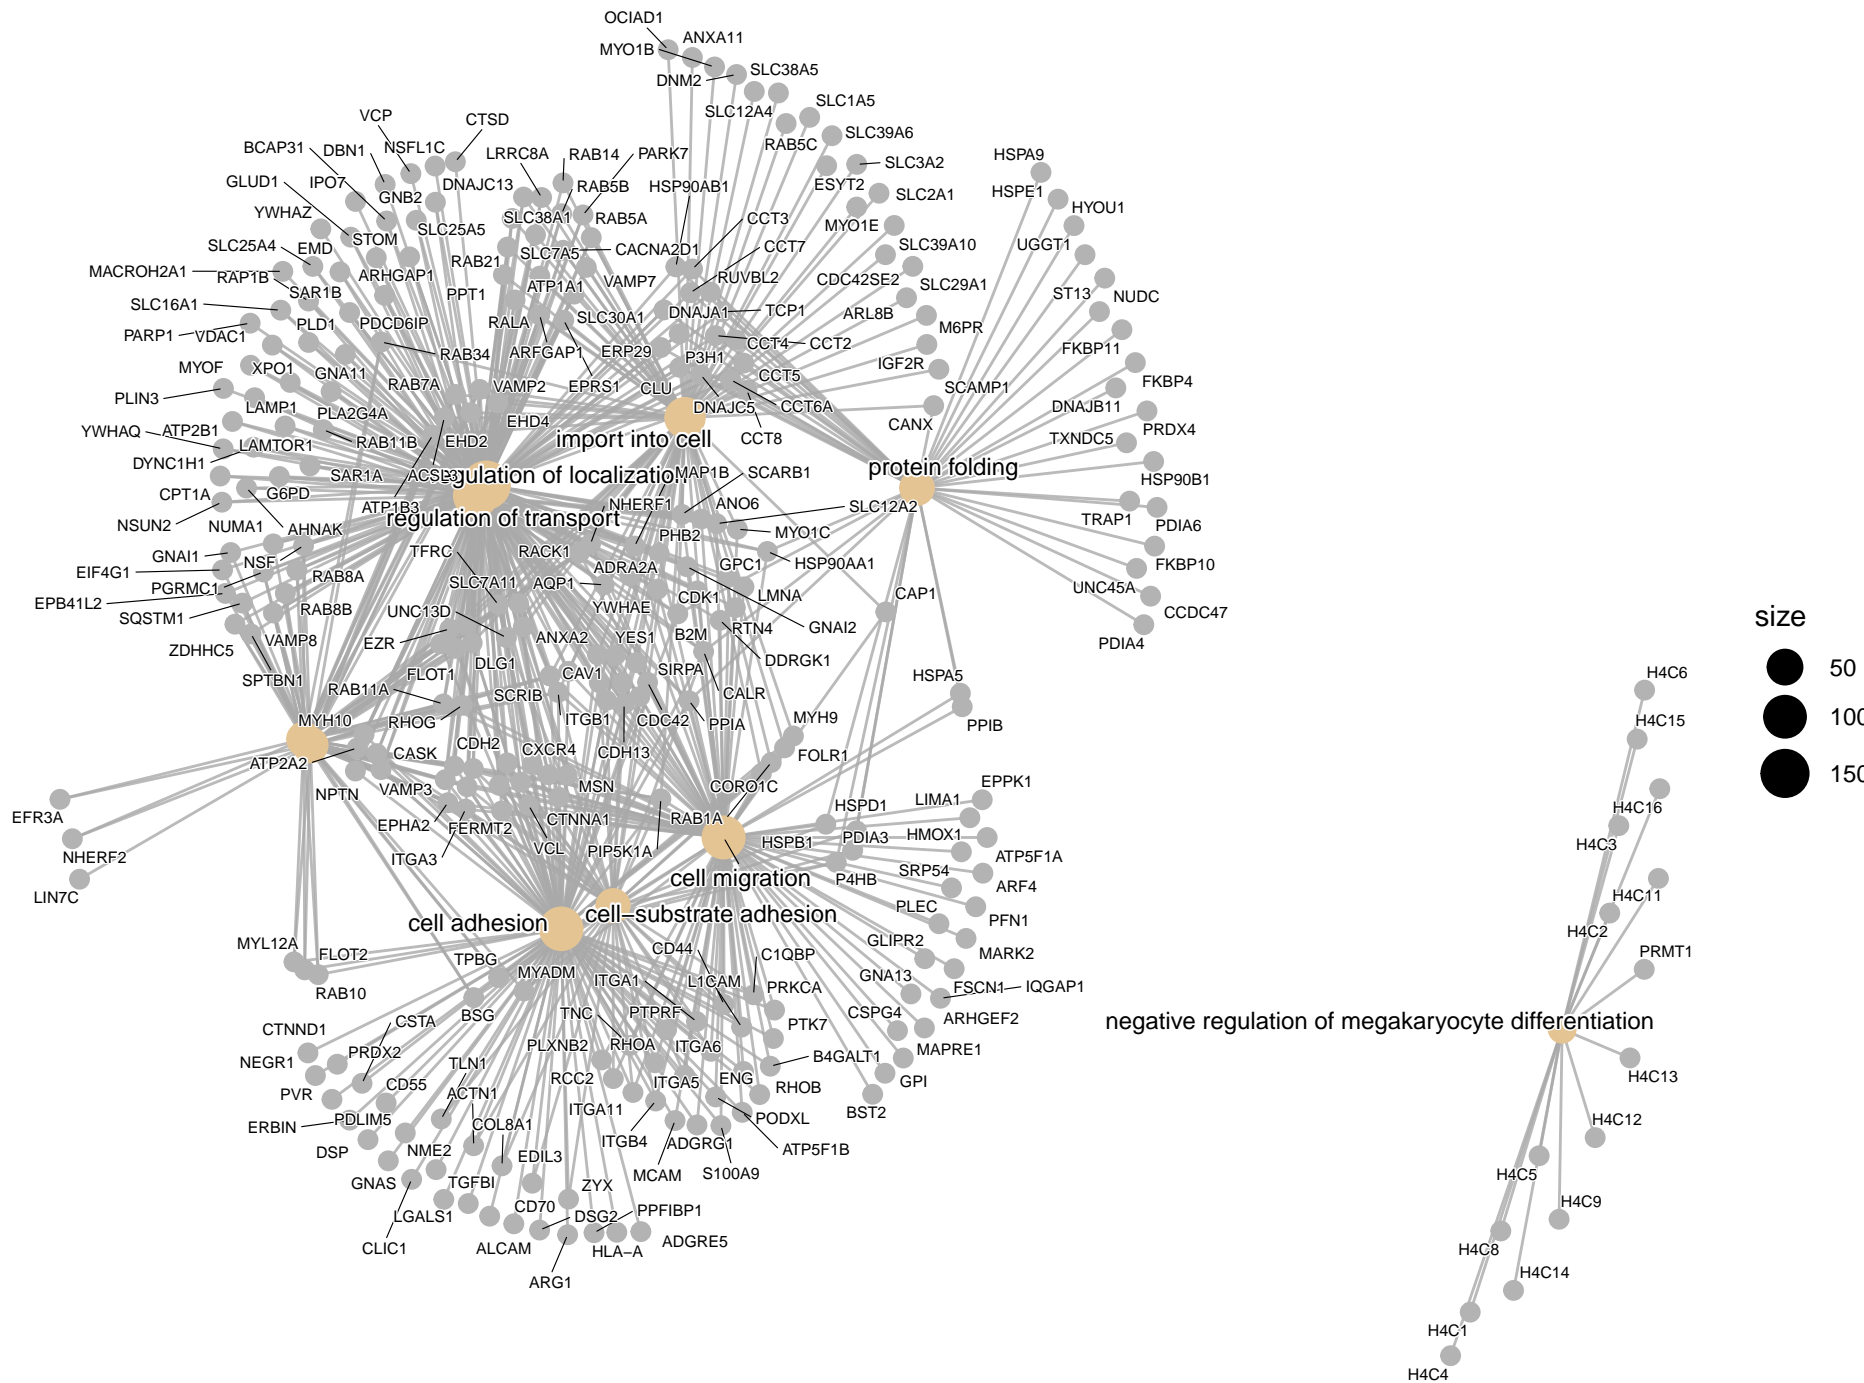 OCIAD1
ANXA11
MYO1B
DNM2
SLC38A5
SLC12A4
SLC1A5
RAB5C
SLC39A6
VCP
CTSD
BCAP31
DBN1
NSFL1C
LRRC8A
RAB14
PARK7
ESYT2
SLC3A2
HSPA9
GLUD1
IPO7
GNB2
DNAJC13
RAB5B
HSP90AB1
SLC2A1
HSPE1
YWHAZ
STOM
SLC25A5
SLC38A1
RAB5A
CCT3
MYO1E
HYOU1
SLC25A4
EMD
ARHGAP1
RAB21
SLC7A5
CACNA2D1
CCT7
SLC39A10
UGGT1
MACROH2A1
RAP1B
SAR1B
PPT1
ATP1A1
VAMP7
RUVBL2
CDC42SE2
SLC29A1
ST13
NUDC
SLC16A1
PLD1
PDCD6IP
RALA
SLC30A1
DNAJA1
TCP1
ARL8B
M6PR
PARP1
VDAC1
RAB34
ARFGAP1
ERP29
P3H1
CCT4
CCT2
FKBP11
MYOF
XPO1
GNA11
RAB7A
VAMP2
EPRS1
CLU
CCT5
IGF2R
SCAMP1
FKBP4
PLIN3
LAMP1
PLA2G4A
EHD4
DNAJC5
CCT6A
DNAJB11
PRDX4
YWHAQ
ATP2B1
LAMTOR1
RAB11B
EHD2
import into cell
CCT8
CANX
TXNDC5
DYNC1H1
SAR1A
ACSL3
gulation of localization
MAP1B
SCARB1
protein folding
HSP90B1
CPT1A
G6PD
ATP1B3
NHERF1
ANO6
SLC12A2
TRAP1
PDIA6
NSUN2
NUMA1
AHNAK
regulation of transport
PHB2
MYO1C
GNAI1
NSF
TFRC
RACK1
ADRA2A
GPC1
HSP90AA1
FKBP10
EIF4G1
PGRMC1
RAB8A
SLC7A11
AQP1
CDK1
LMNA
CAP1
UNC45A
EPB41L2
RAB8B
UNC13D
YWHAE
CCDC47
SQSTM1
VAMP8
EZR
ANXA2
YES1
B2M
RTN4
GNAI2
PDIA4
ZDHHC5
DLG1
SIRPA
DDRGK1
SPTBN1
FLOT1
CAV1
CALR
HSPA5
H4C6
RAB11A
SCRIB
MYH10
RHOG
ITGB1
CDC42
PPIA
MYH9
PPIB
H4C15
ATP2A2
CASK
CDH2
CXCR4
CDH13
FOLR1
NPTN
VAMP3
MSN
CORO1C
EPPK1
EFR3A
EPHA2
FERMT2
CTNNA1
RAB1A
HSPD1
LIMA1
H4C16
NHERF2
ITGA3
VCL
PIP5K1A
HSPB1
PDIA3
HMOX1
ATP5F1A
H4C3
LIN7C
cell migration
P4HB
SRP54
ARF4
cell adhesion
cell−substrate adhesion
PLEC
PFN1
H4C11
MYL12A
FLOT2
TPBG
CD44
C1QBP
GLIPR2
MARK2
H4C2
RAB10
MYADM
ITGA1
L1CAM
PRKCA
GNA13
FSCN1
IQGAP1
PRMT1
CTNND1
CSTA
BSG
TNC
PTPRF
PTK7
CSPG4
ARHGEF2
negative regulation of megakaryocyte differentiation
NEGR1
PRDX2
TLN1
PLXNB2
RHOA
ITGA6
B4GALT1
MAPRE1
PVR
CD55
ACTN1
RCC2
ITGA5
ENG
RHOB
GPI
H4C13
ERBIN
PDLIM5
COL8A1
ITGA11
PODXL
BST2
H4C12
DSP
NME2
EDIL3
ITGB4
ADGRG1
ATP5F1B
GNAS
TGFBI
ZYX
MCAM
S100A9
H4C5
LGALS1
CD70
DSG2
PPFIBP1
H4C9
CLIC1
ALCAM
HLA−A
ADGRE5
H4C8
ARG1
H4C14
H4C1
H4C4
size
50
100
150